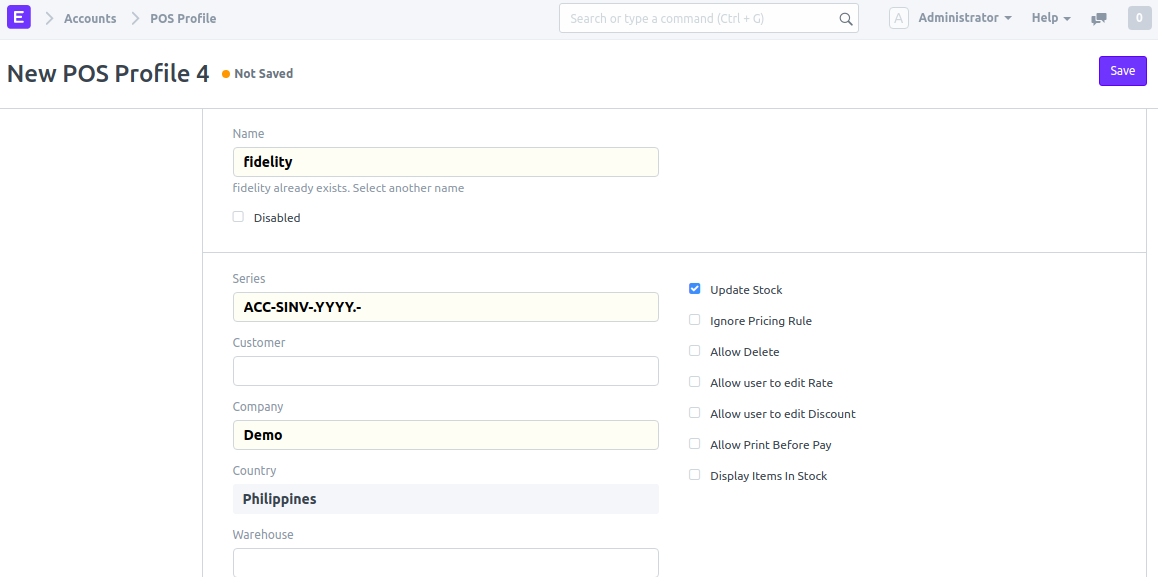 E Accounts POS Profile Search or type a command (Ctrl + G) A Administrator Help 0
New POS Profile 4 Not Saved Save
Name
fidelity
fidelity already exists. Select another name
Disabled
Series
ACC-SINV-.YYYY.-
Customer
Company
Demo
Country
Philippines
Warehouse
Update Stock
Ignore Pricing Rule
Allow Delete
Allow user to edit Rate
Allow user to edit Discount
Allow Print Before Pay
Display Items In Stock